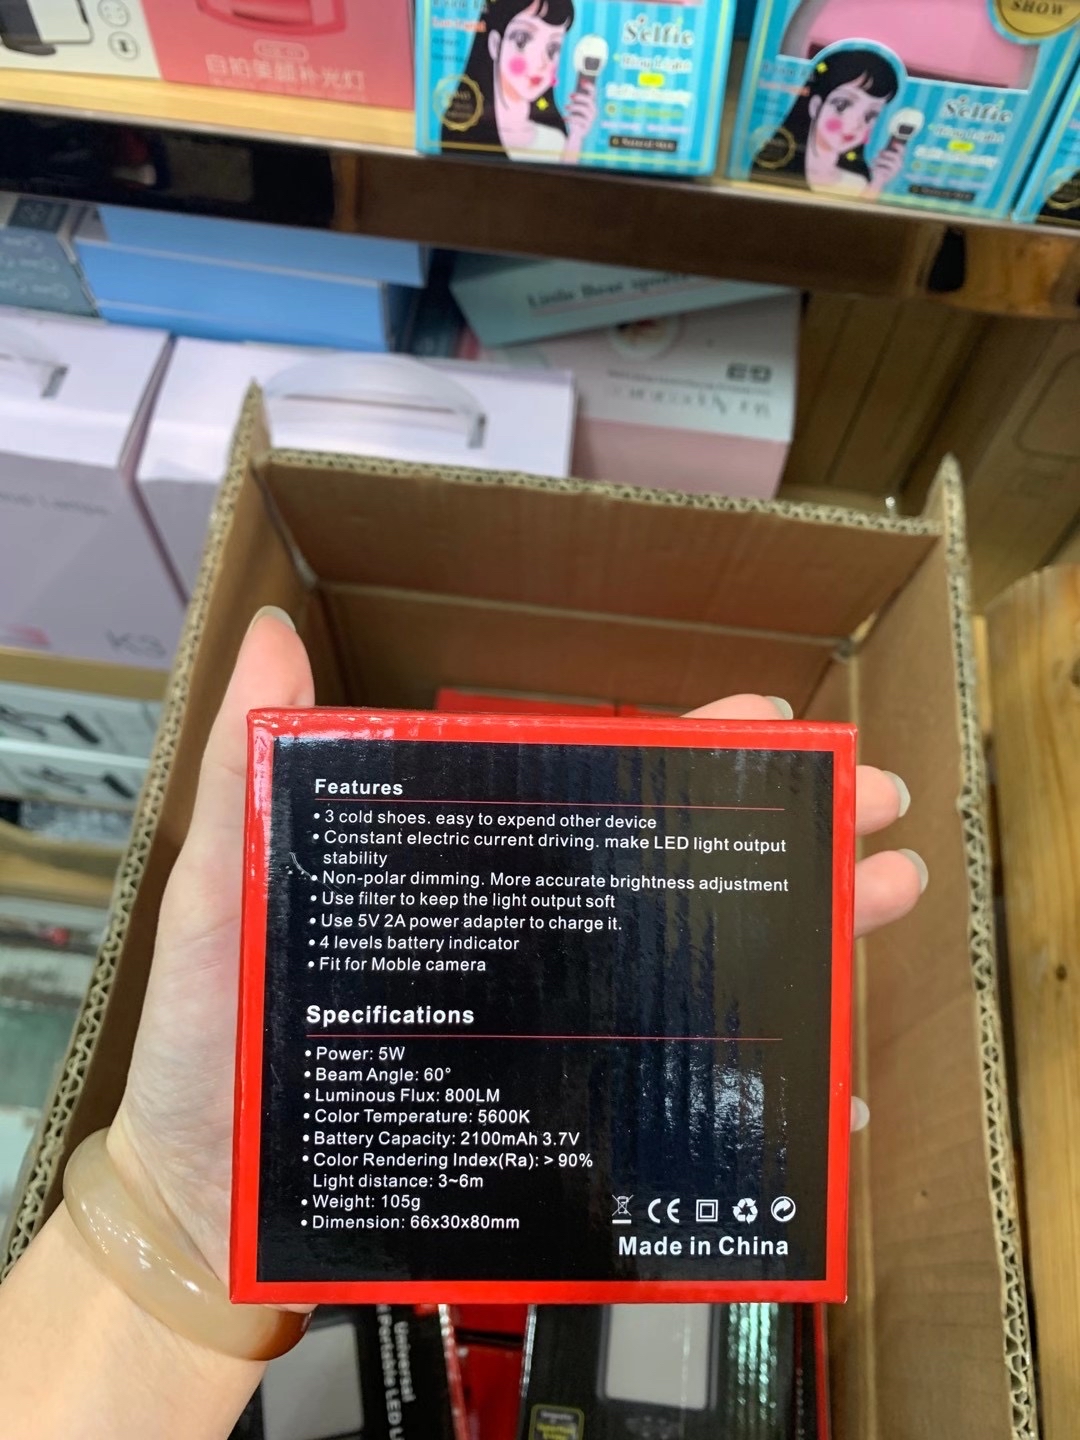 自拍美颜补光灯
Selfie
Selfie
SHOW
Little Bear
K3
Features
• 3 cold shoes. easy to expend other device
• Constant electric current driving. make LED light output
stability
• Non-polar dimming. More accurate brightness adjustment
• Use filter to keep the light output soft
• Use 5V 2A power adapter to charge it.
• 4 levels battery indicator
• Fit for Moble camera
Specifications
• Power: 5W
• Beam Angle: 60°
• Luminous Flux: 800LM
• Color Temperature: 5600K
• Battery Capacity: 2100mAh 3.7V
• Color Rendering Index(Ra): > 90%
Light distance: 3~6m
• Weight: 105g
• Dimension: 66x30x80mm
CE
Made in China
Universal
Portable LED